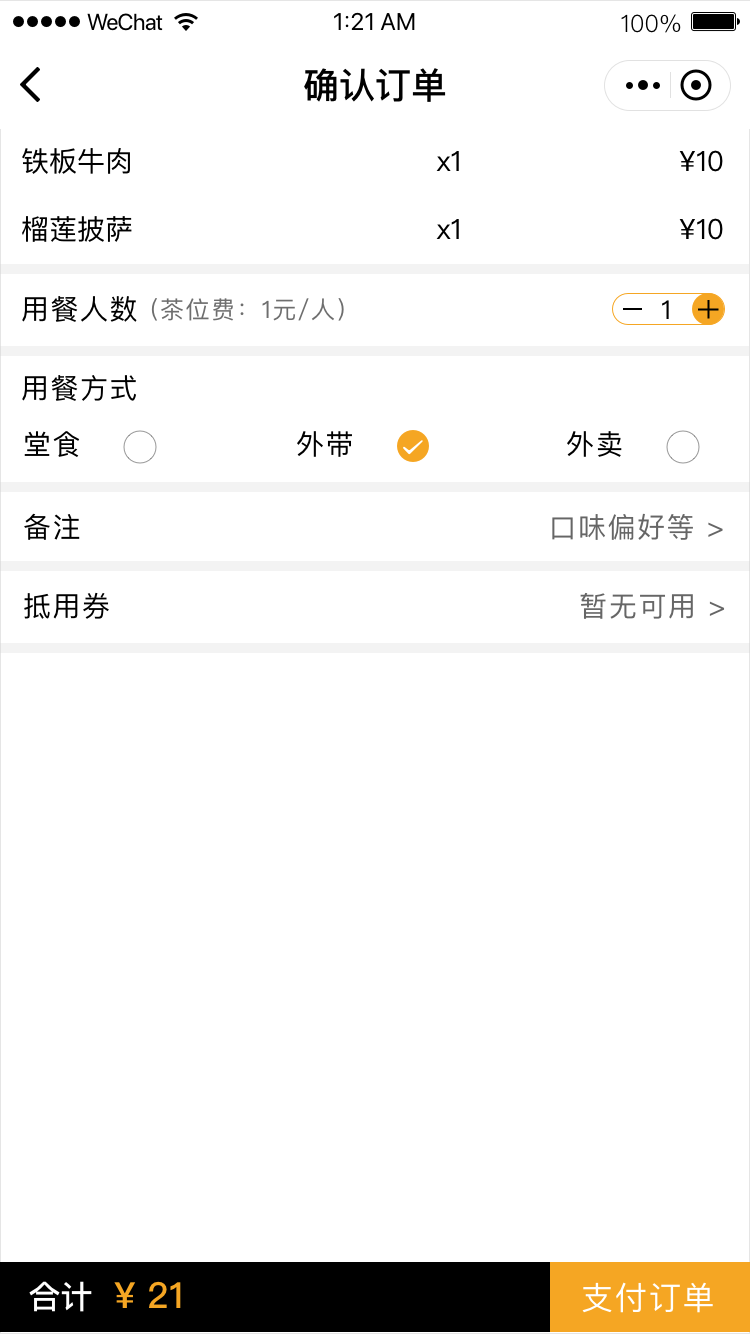 WeChat 1:21 AM 100%
确认订单
铁板牛肉 x1 ¥10
榴莲披萨 x1 ¥10
用餐人数（茶位费：1元/人） 1
用餐方式
堂食 外带 外卖
备注 口味偏好等 >
抵用券 暂无可用 >
合计 ¥ 21 支付订单